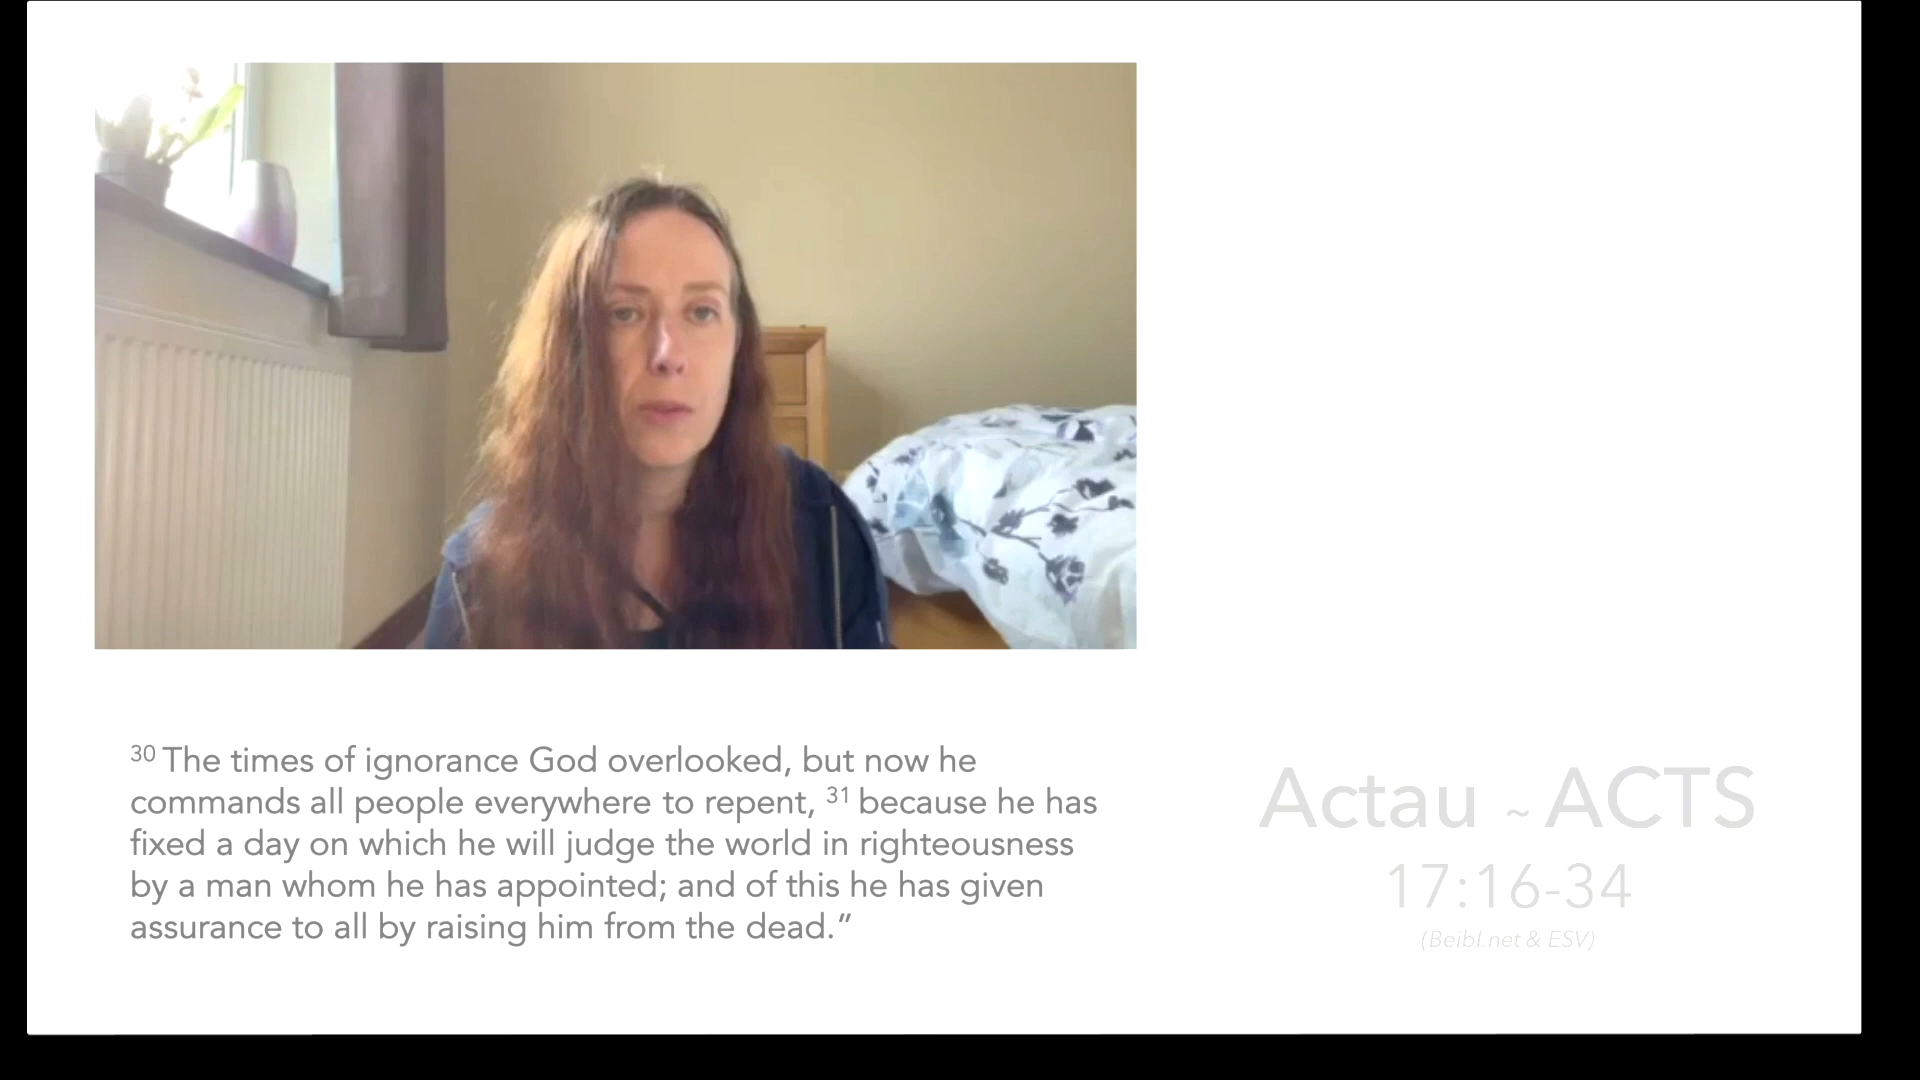 30 The times of ignorance God overlooked, but now he
commands all people everywhere to repent, 31 because he has
fixed a day on which he will judge the world in righteousness
by a man whom he has appointed; and of this he has given
assurance to all by raising him from the dead.”
Actau ~ ACTS
17:16-34
(Beibl.net & ESV)